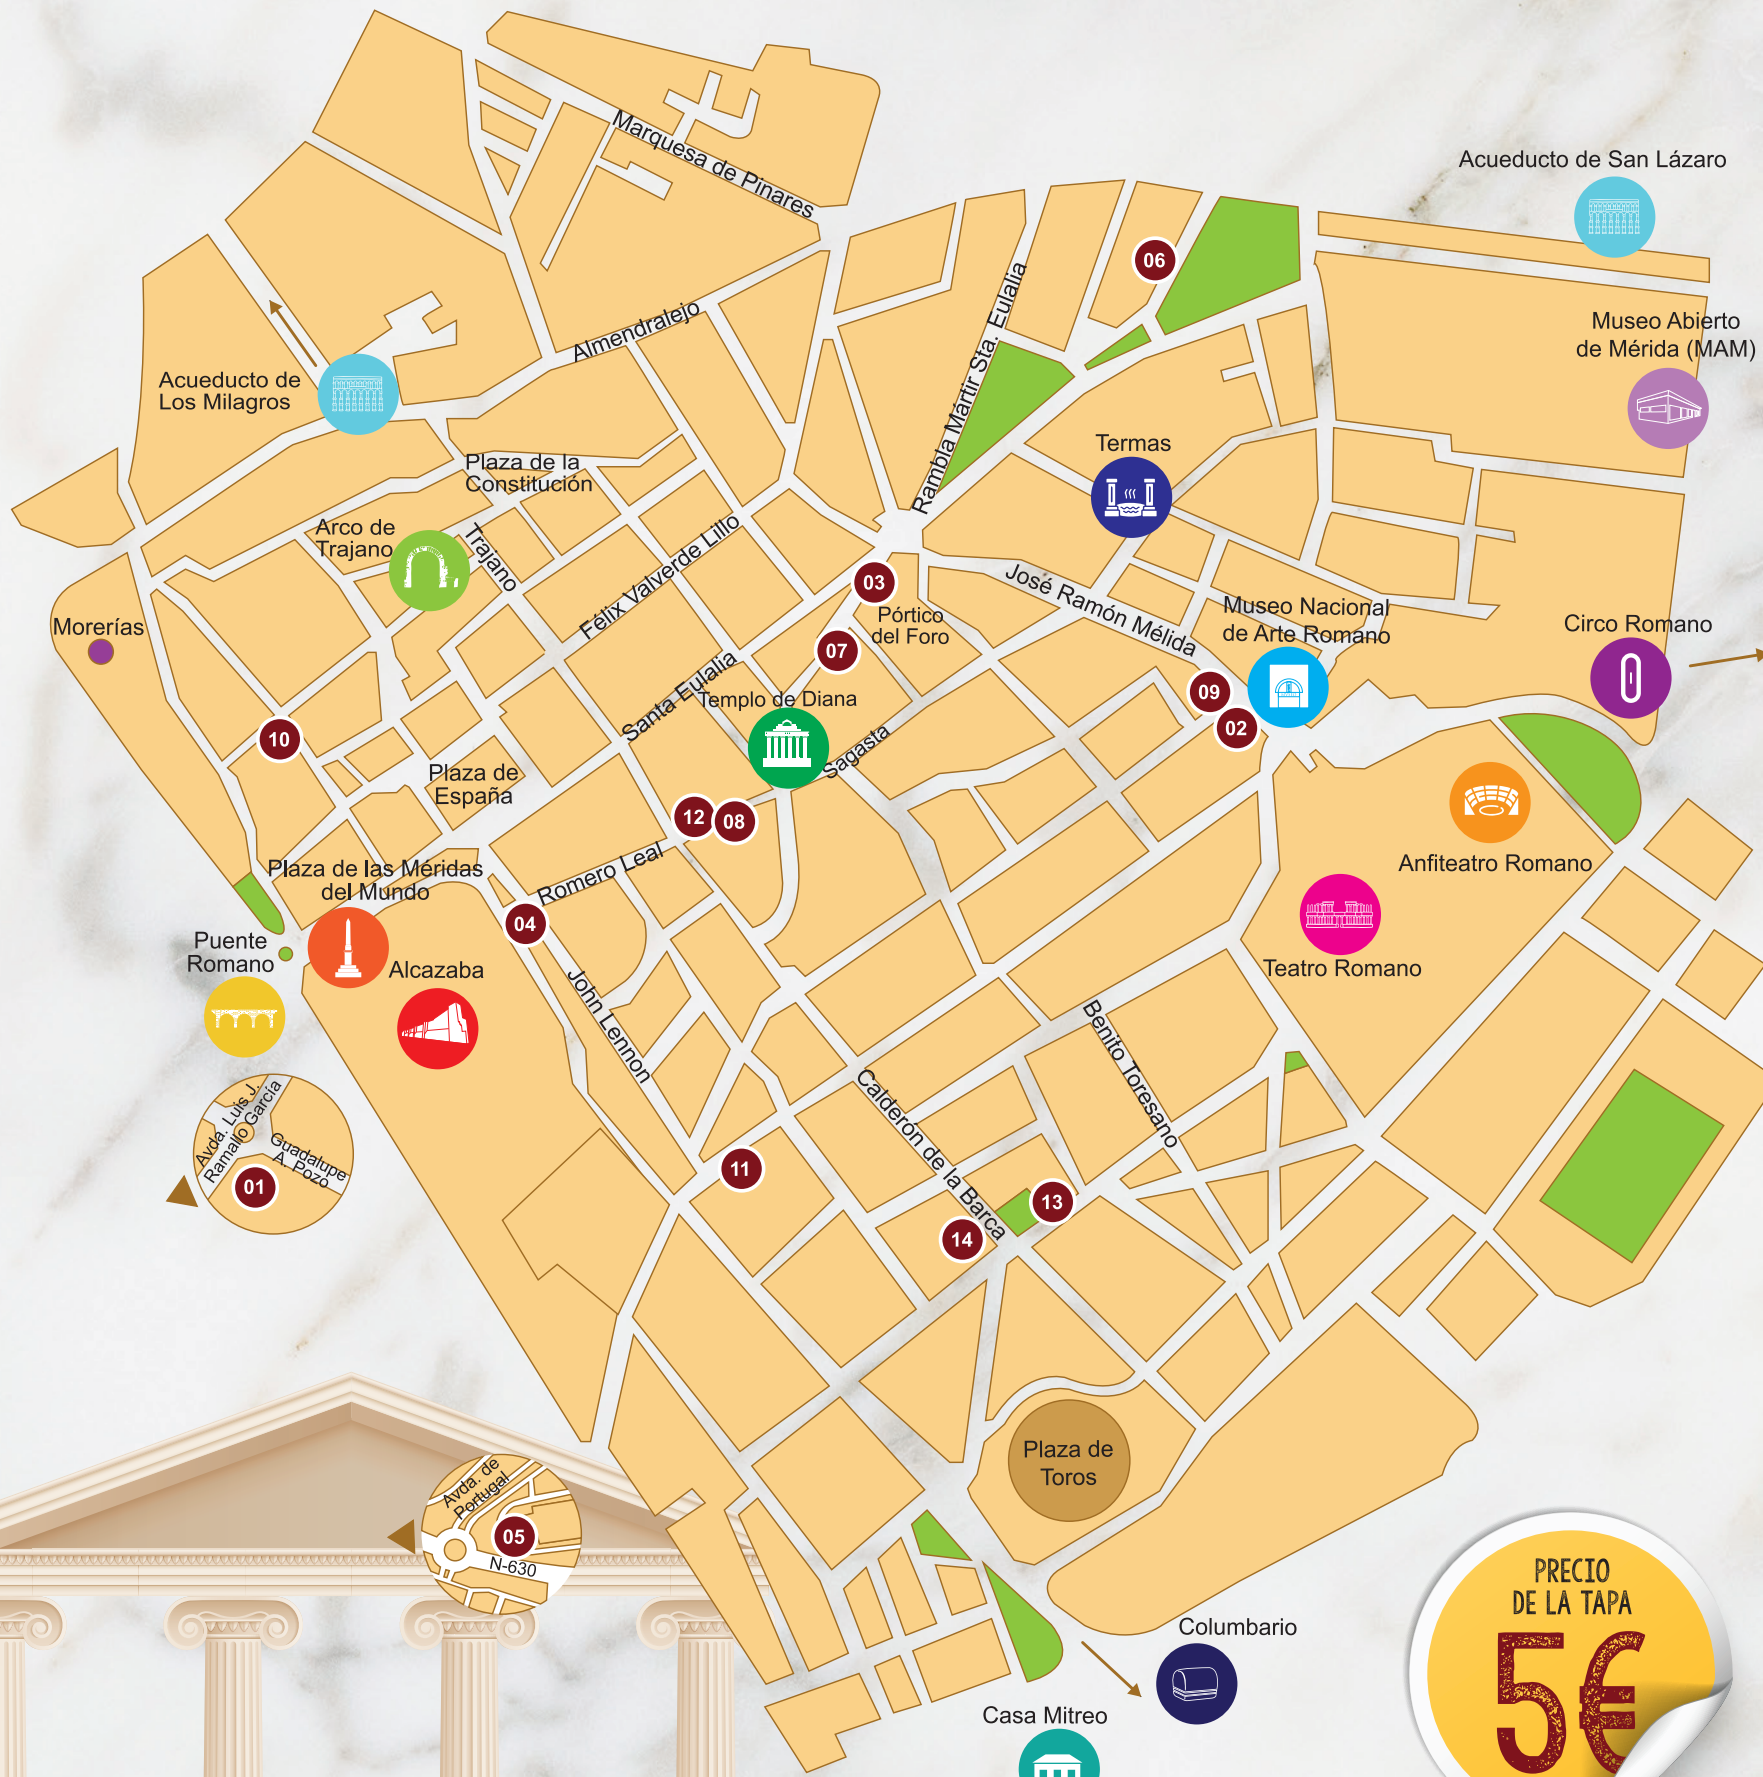 Marquesa de Pinares
Acueducto de San Lázaro
06
Rambla Mártir Sta. Eulalia
Museo Abierto
de Mérida (MAM)
Almendralejo
Acueducto de
Los Milagros
Termas
Plaza de la
Constitución
Arco de
Trajano
Trajano
Félix Valverde Lillo
03
José Ramón Mélida
Pórtico
del Foro
Museo Nacional
de Arte Romano
Circo Romano
Morerías
07
Santa Eulalia
Templo de Diana
09
02
10
Sagasta
Plaza de
España
12
08
Anfiteatro Romano
Romero Leal
Plaza de las Méridas
del Mundo
04
Teatro Romano
Puente
Romano
Alcazaba
John Lennon
Benito Toresano
Avda. Luis J.
Ramallo García
Guadalupe
A. Pozo
01
Calderón de la Barca
11
13
14
Plaza de
Toros
Avda. de
Portugal
05
N-630
PRECIO
DE LA TAPA
5€
Columbario
Casa Mitreo